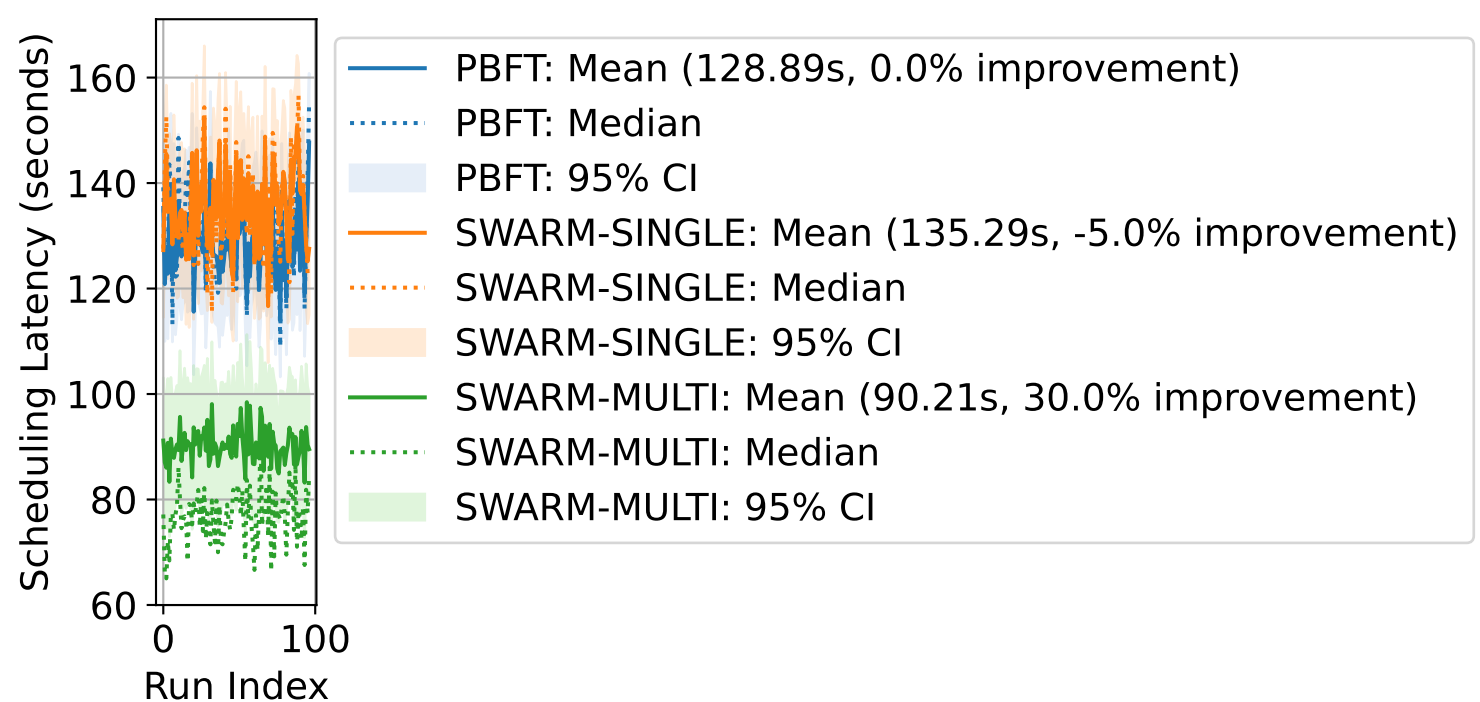 Scheduling Latency (seconds)
160
140
120
100
80
60
0
100
Run Index
PBFT: Mean (128.89s, 0.0% improvement)
PBFT: Median
PBFT: 95% CI
SWARM-SINGLE: Mean (135.29s, -5.0% improvement)
SWARM-SINGLE: Median
SWARM-SINGLE: 95% CI
SWARM-MULTI: Mean (90.21s, 30.0% improvement)
SWARM-MULTI: Median
SWARM-MULTI: 95% CI